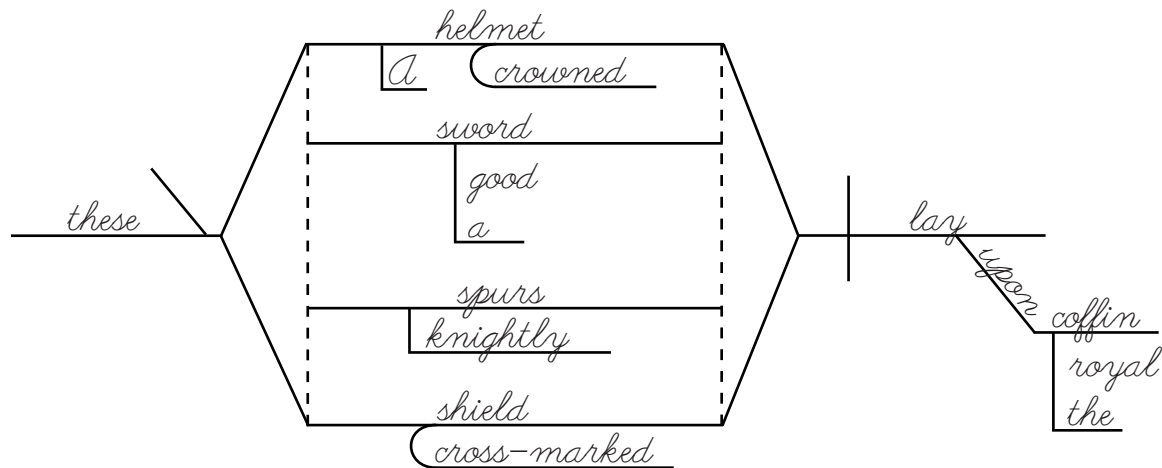 helmet
A
crowned
sword
good
a
these
lay
upon
spurs
knightly
coffin
royal
the
shield
cross-marked